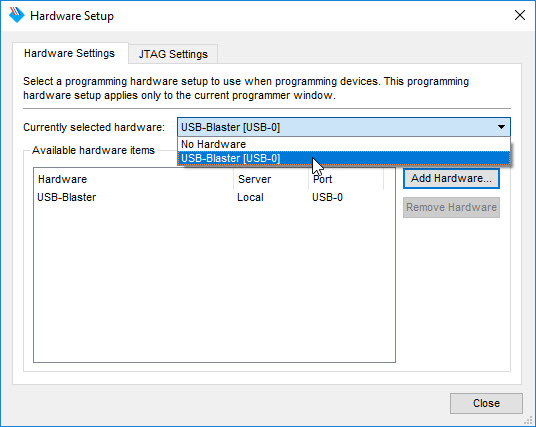 Hardware Setup
Hardware Settings
JTAG Settings
Select a programming hardware setup to use when programming devices. This programming
hardware setup applies only to the current programmer window.
Currently selected hardware:
USB-Blaster [USB-0]
No Hardware
USB-Blaster [USB-0]
Available hardware items
Hardware Server Port
USB-Blaster Local USB-0
Add Hardware...
Remove Hardware
Close